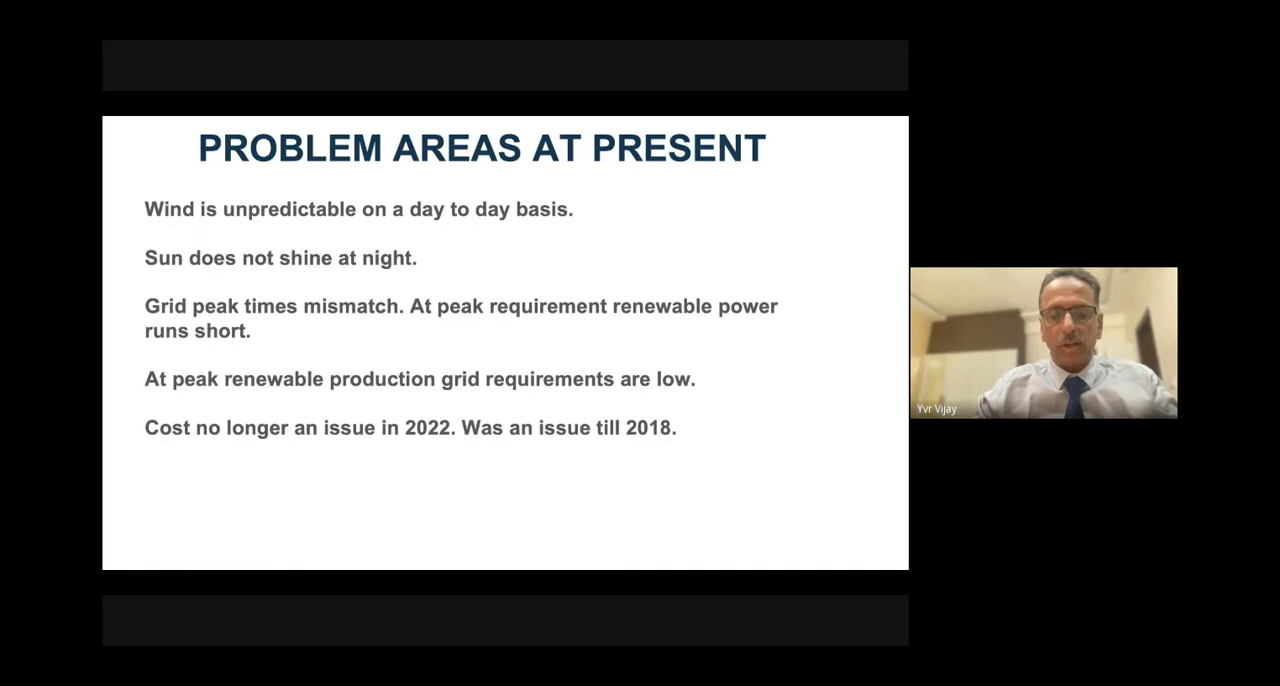 PROBLEM AREAS AT PRESENT
Wind is unpredictable on a day to day basis.
Sun does not shine at night.
Grid peak times mismatch. At peak requirement renewable power
runs short.
At peak renewable production grid requirements are low.
Cost no longer an issue in 2022. Was an issue till 2018.
Yvr Vijay